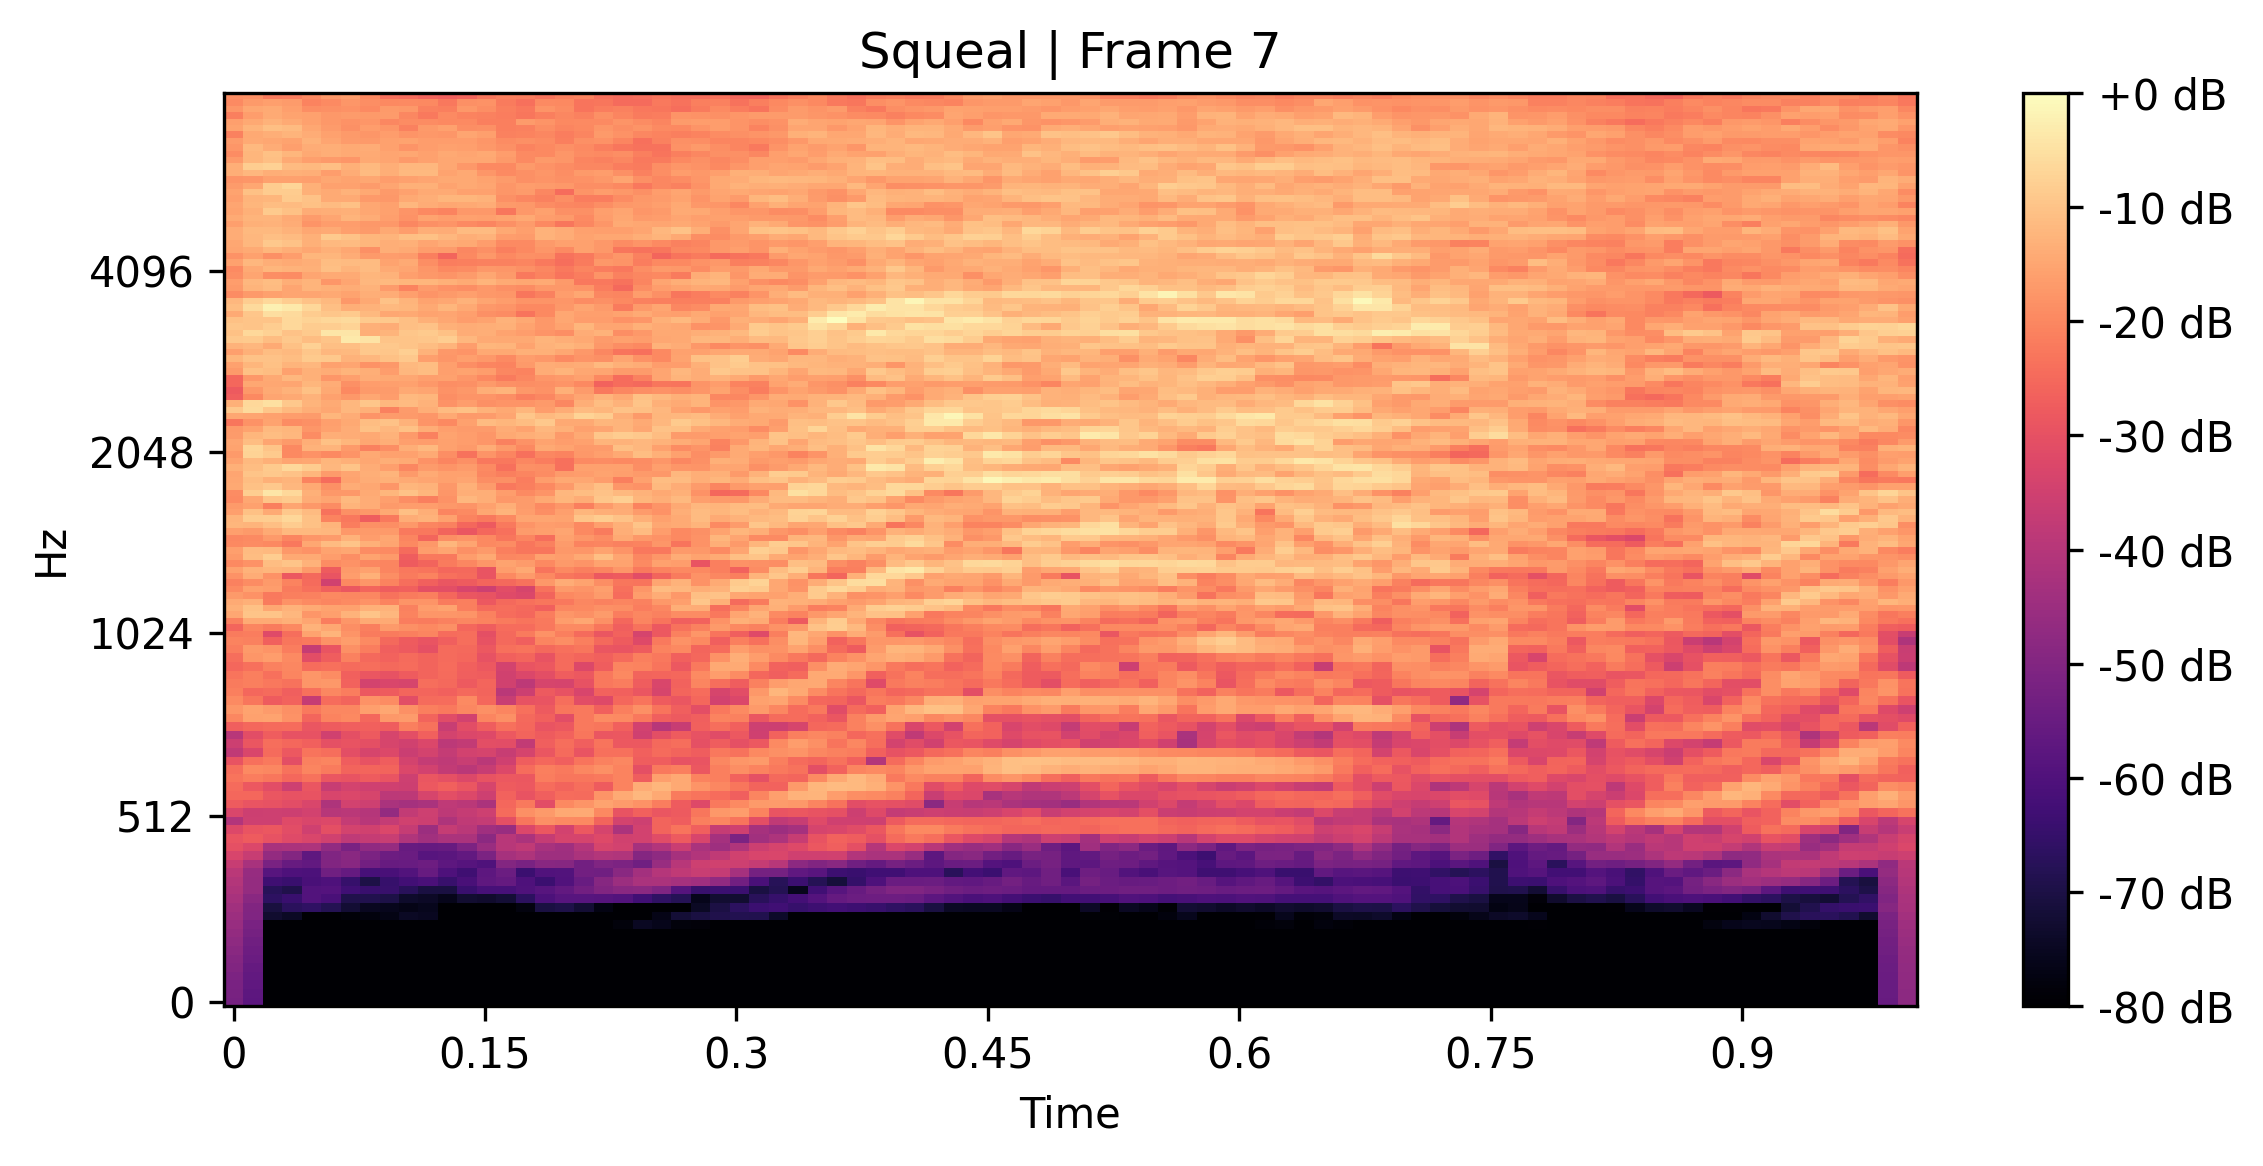 Squeal | Frame 7
+0 dB
-10 dB
-20 dB
-30 dB
-40 dB
-50 dB
-60 dB
-70 dB
-80 dB
Hz
4096
2048
1024
512
0
0 0.15 0.3 0.45 0.6 0.75 0.9
Time